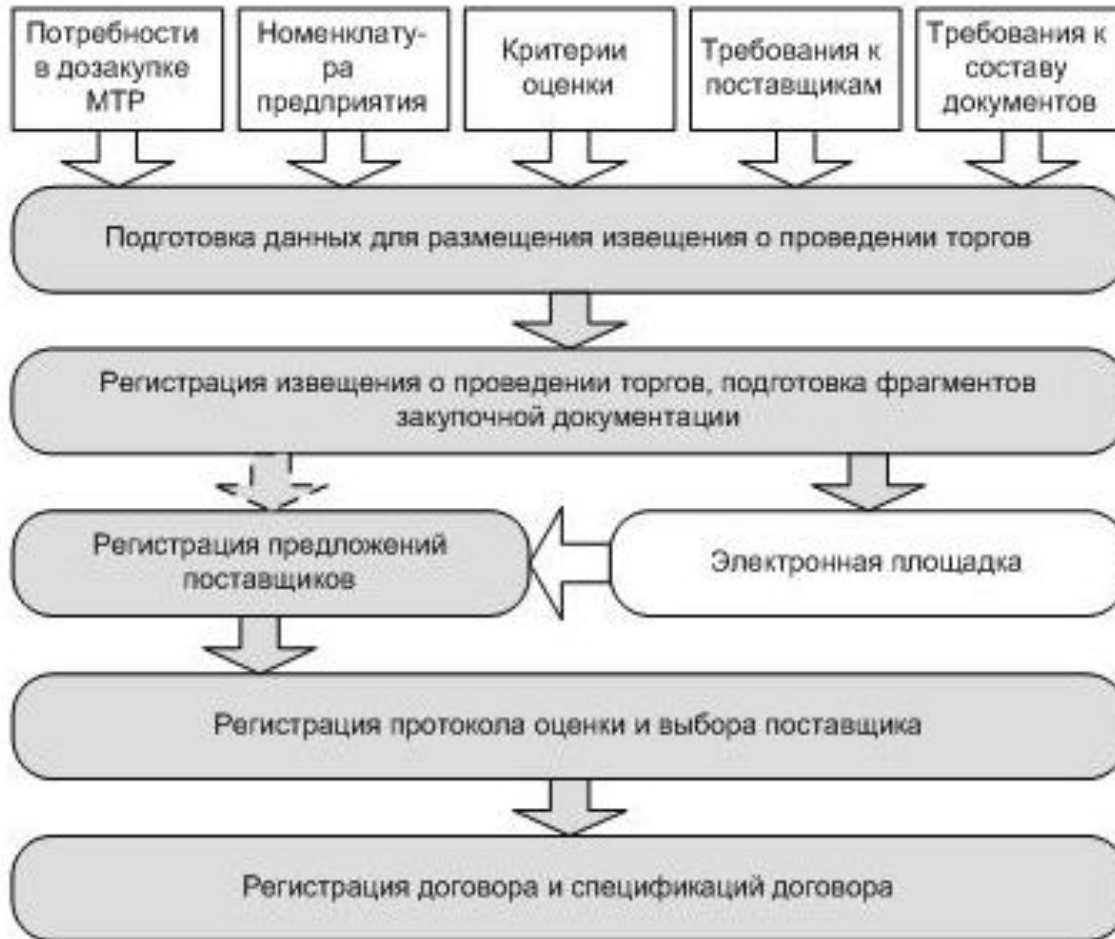 Потребности
в дозакупке
МТР
Номенклату-
ра
предприятия
Критерии
оценки
Требования к
поставщикам
Требования к
составу
документов
Подготовка данных для размещения извещения о проведении торгов
Регистрация извещения о проведении торгов, подготовка фрагментов
закупочной документации
Регистрация предложений
поставщиков
Электронная площадка
Регистрация протокола оценки и выбора поставщика
Регистрация договора и спецификаций договора